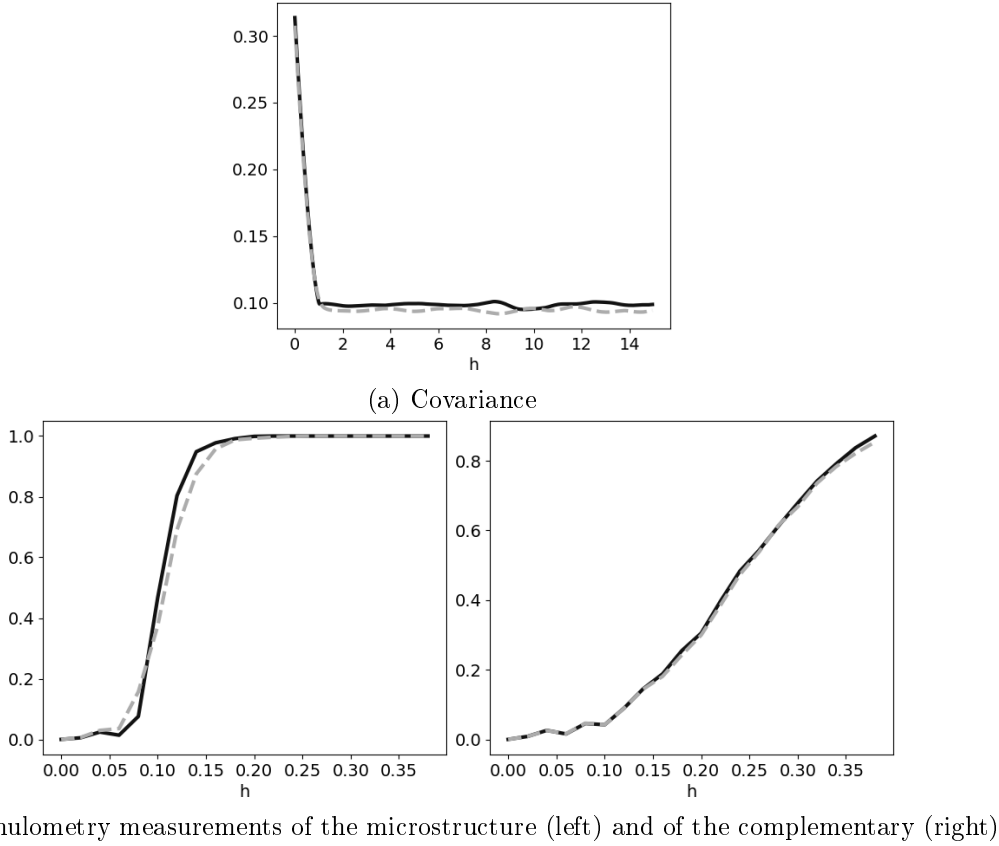 0.30
0.25
0.20
0.15
0.10
0 2 4 6 8 10 12 14
h
(a) Covariance
1.0
0.8
0.6
0.4
0.2
0.0
0.00 0.05 0.10 0.15 0.20 0.25 0.30 0.35
h
0.8
0.6
0.4
0.2
0.0
0.00 0.05 0.10 0.15 0.20 0.25 0.30 0.35
h
nulometry measurements of the microstructure (left) and of the complementary (right)